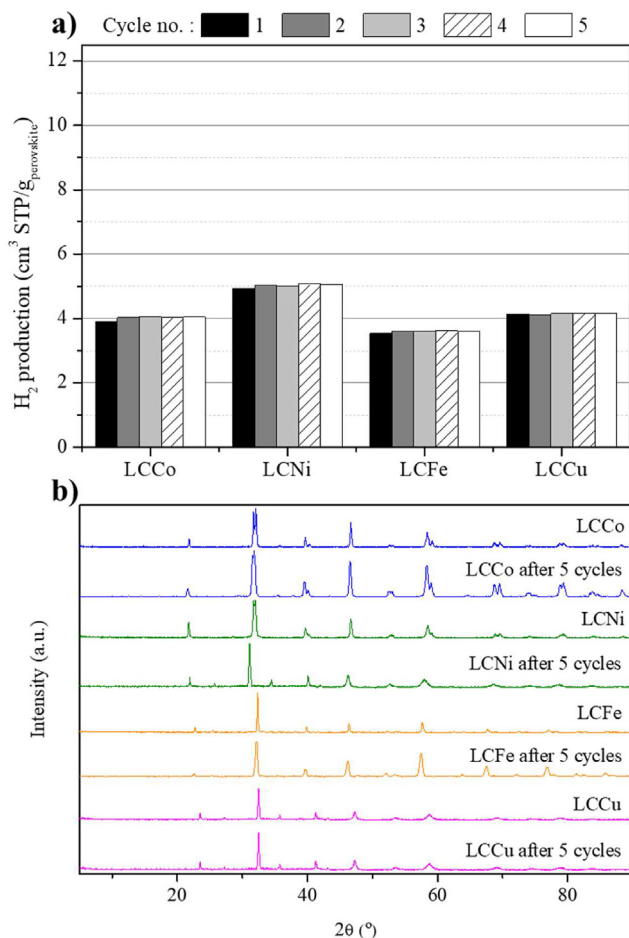 a) Cycle no. : 1 2 3 4 5
H₂ production (cm³ STP/g_perovskite)
12
10
8
6
4
2
0
LCCo LCNi LCFe LCCu
b)
Intensity (a.u.)
LCCo
LCCo after 5 cycles
LCNi
LCNi after 5 cycles
LCFe
LCFe after 5 cycles
LCCu
LCCu after 5 cycles
20 40 60 80
2θ (º)